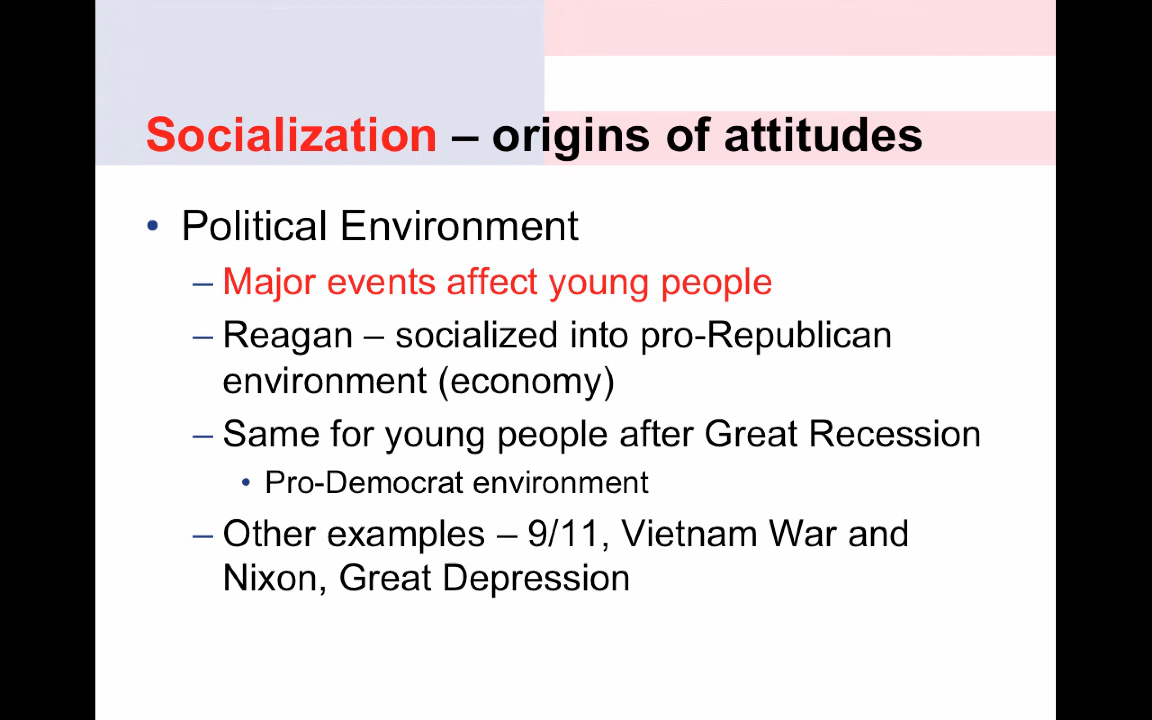 Socialization – origins of attitudes
• Political Environment
– Major events affect young people
– Reagan – socialized into pro-Republican
environment (economy)
– Same for young people after Great Recession
• Pro-Democrat environment
– Other examples – 9/11, Vietnam War and
Nixon, Great Depression